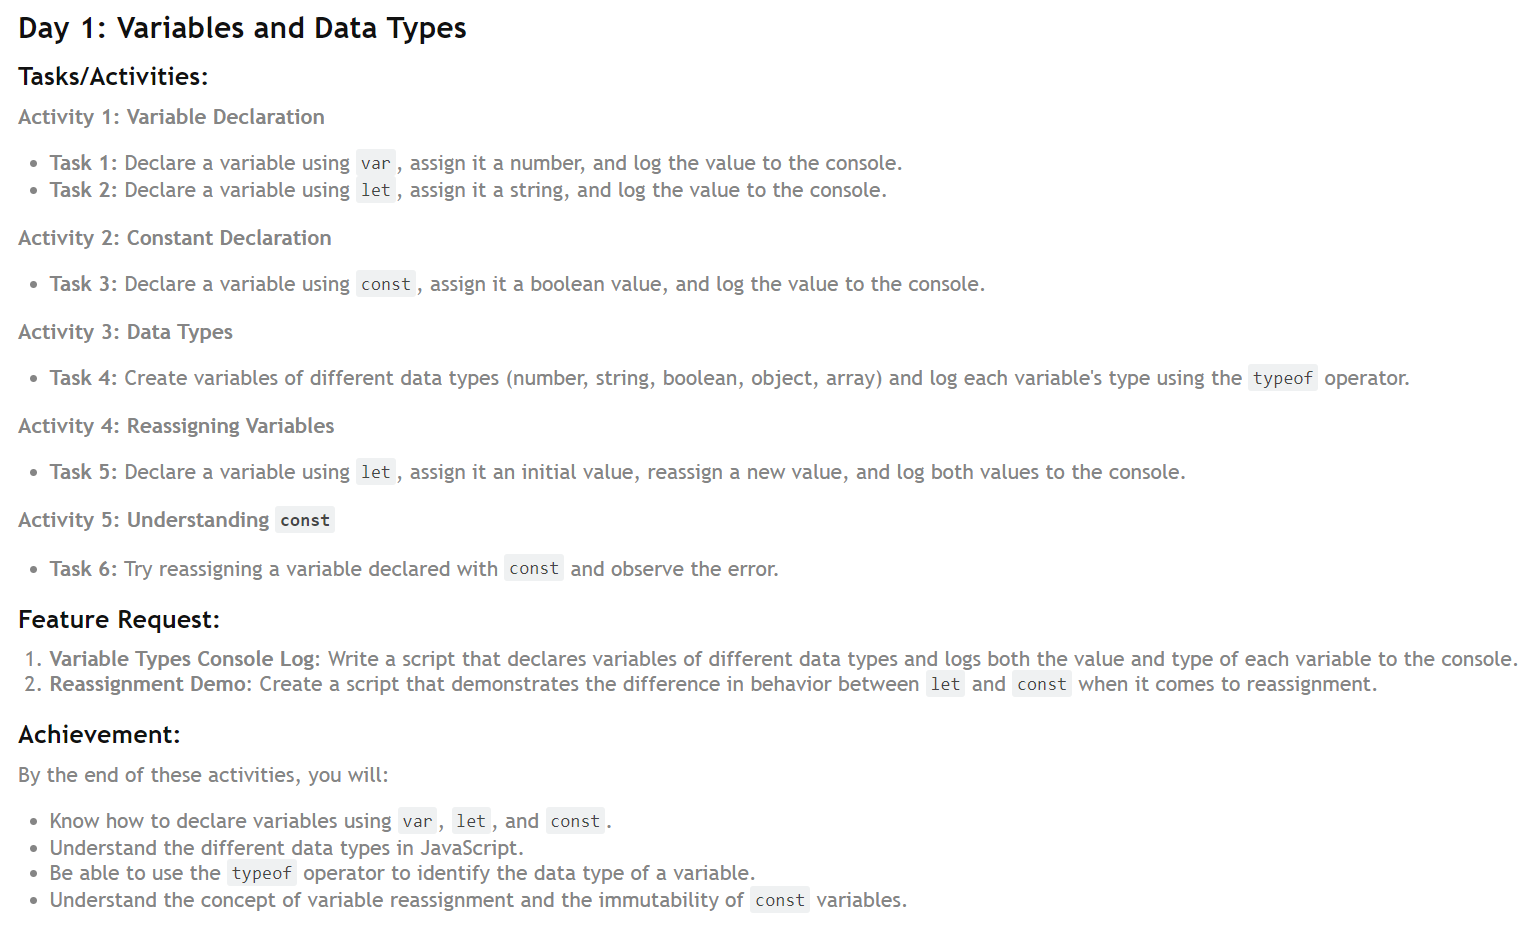 Day 1: Variables and Data Types
Tasks/Activities:
Activity 1: Variable Declaration
• Task 1: Declare a variable using var, assign it a number, and log the value to the console.
• Task 2: Declare a variable using let, assign it a string, and log the value to the console.
Activity 2: Constant Declaration
• Task 3: Declare a variable using const, assign it a boolean value, and log the value to the console.
Activity 3: Data Types
• Task 4: Create variables of different data types (number, string, boolean, object, array) and log each variable's type using the typeof operator.
Activity 4: Reassigning Variables
• Task 5: Declare a variable using let, assign it an initial value, reassign a new value, and log both values to the console.
Activity 5: Understanding const
• Task 6: Try reassigning a variable declared with const and observe the error.
Feature Request:
1. Variable Types Console Log: Write a script that declares variables of different data types and logs both the value and type of each variable to the console.
2. Reassignment Demo: Create a script that demonstrates the difference in behavior between let and const when it comes to reassignment.
Achievement:
By the end of these activities, you will:
• Know how to declare variables using var, let, and const.
• Understand the different data types in JavaScript.
• Be able to use the typeof operator to identify the data type of a variable.
• Understand the concept of variable reassignment and the immutability of const variables.